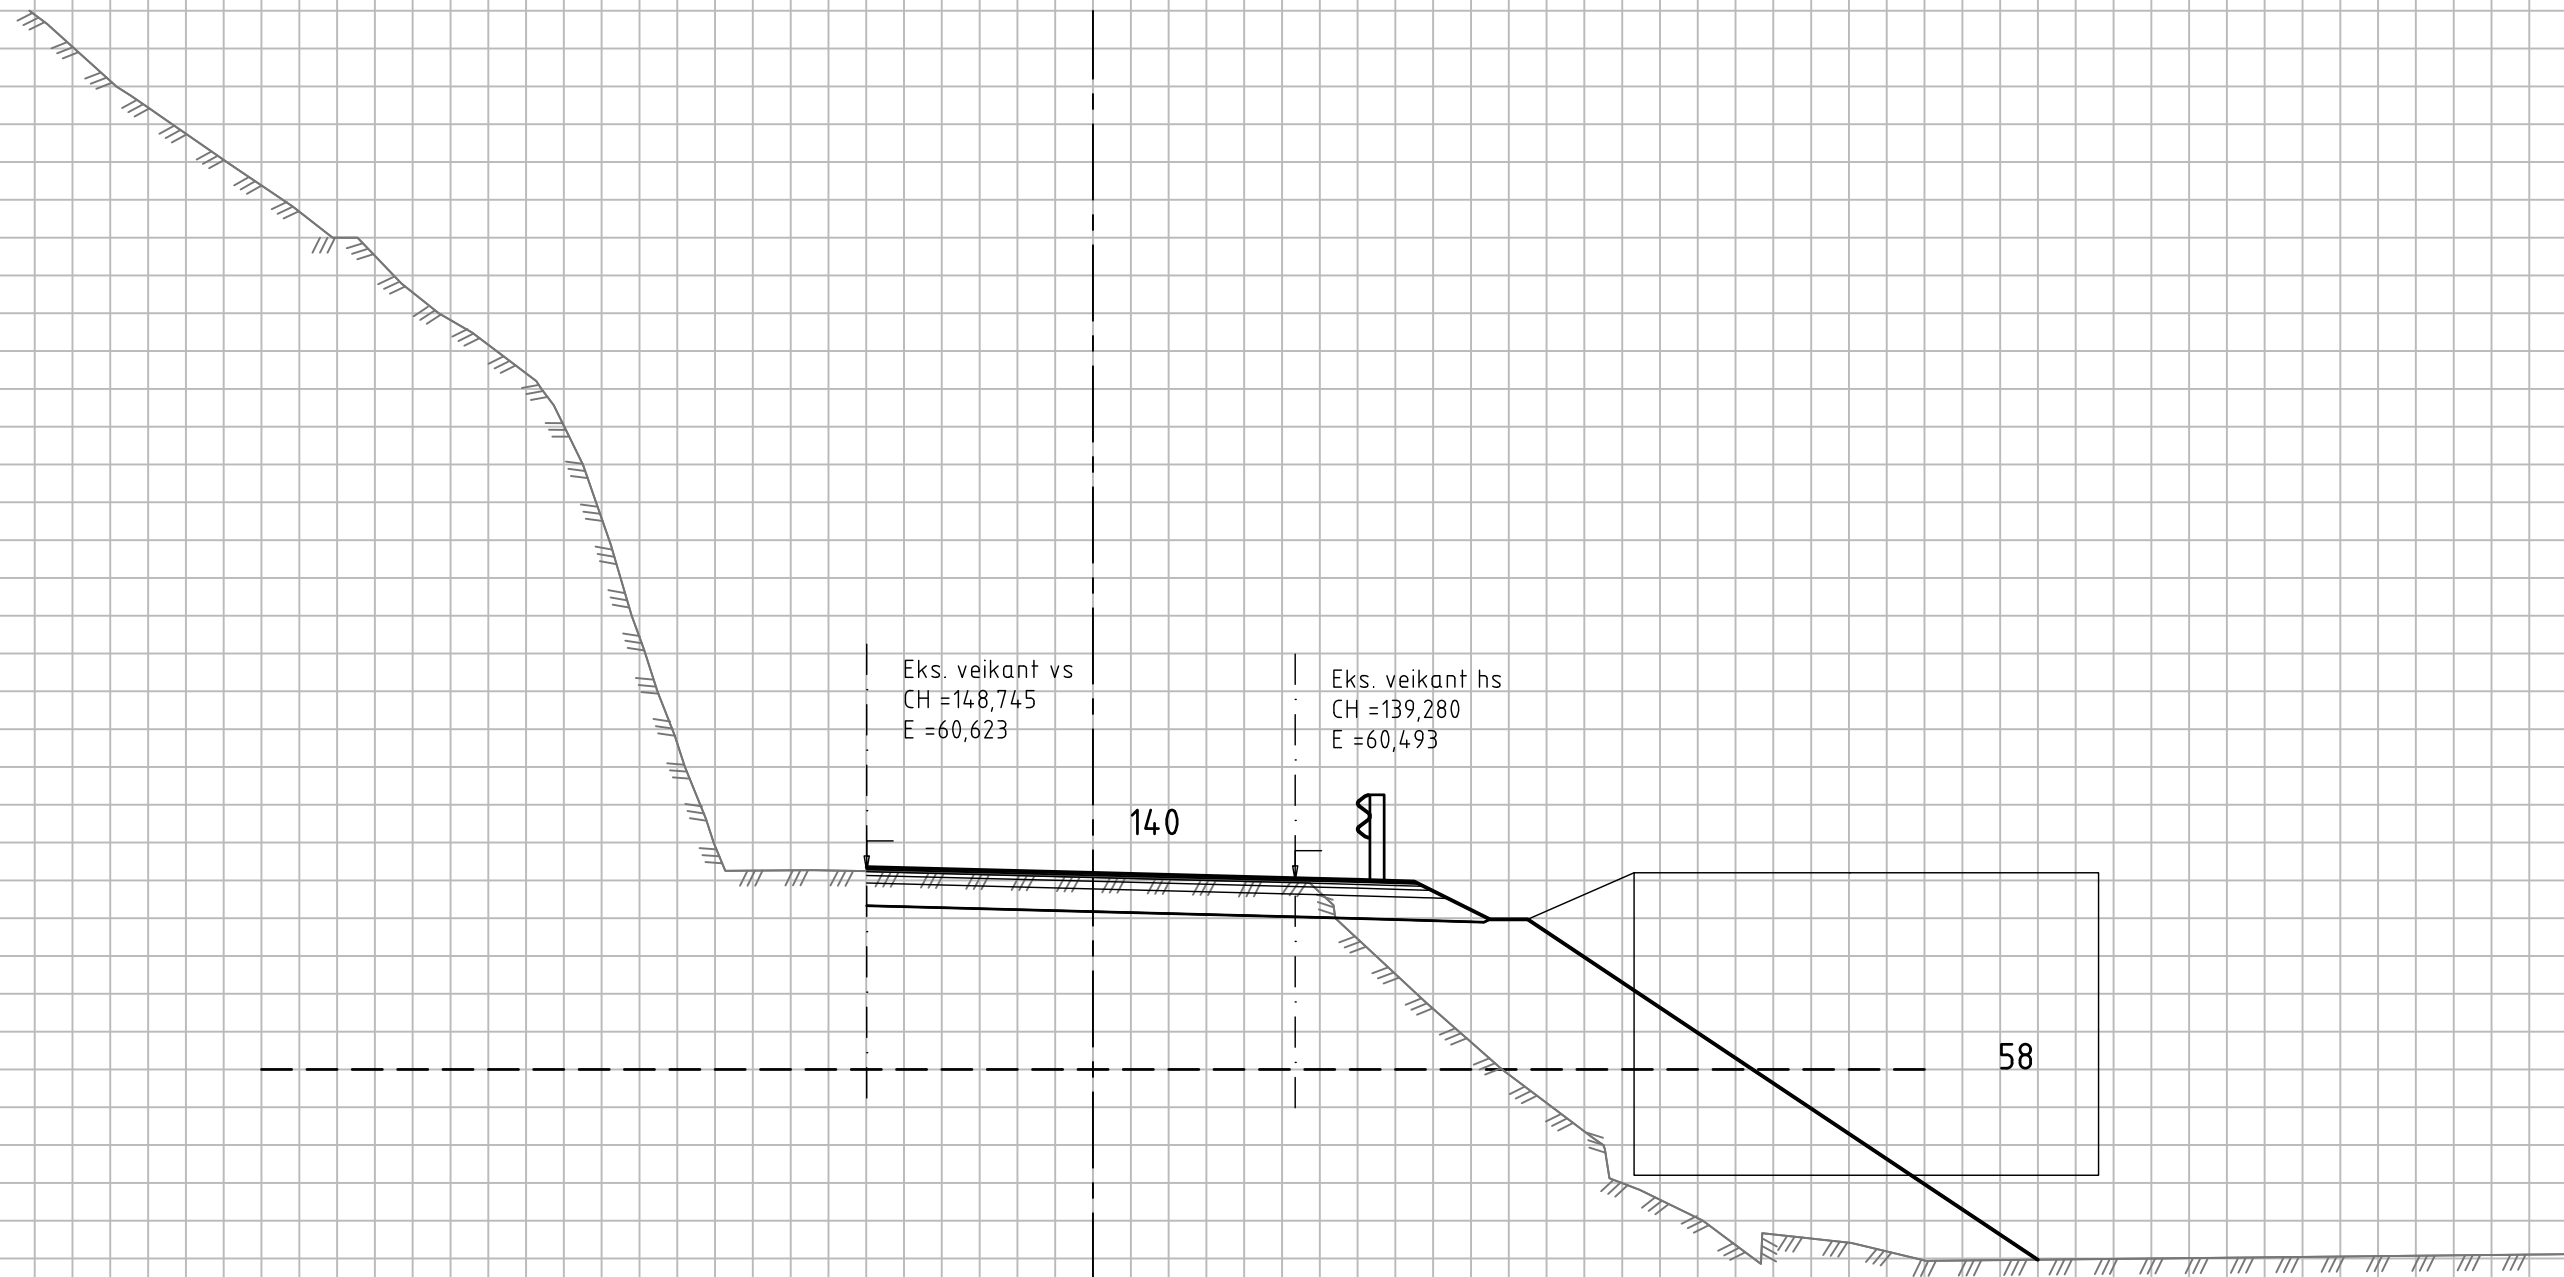 Eks. veikant vs
CH =148,745
E =60,623
Eks. veikant hs
CH =139,280
E =60,493
140
58